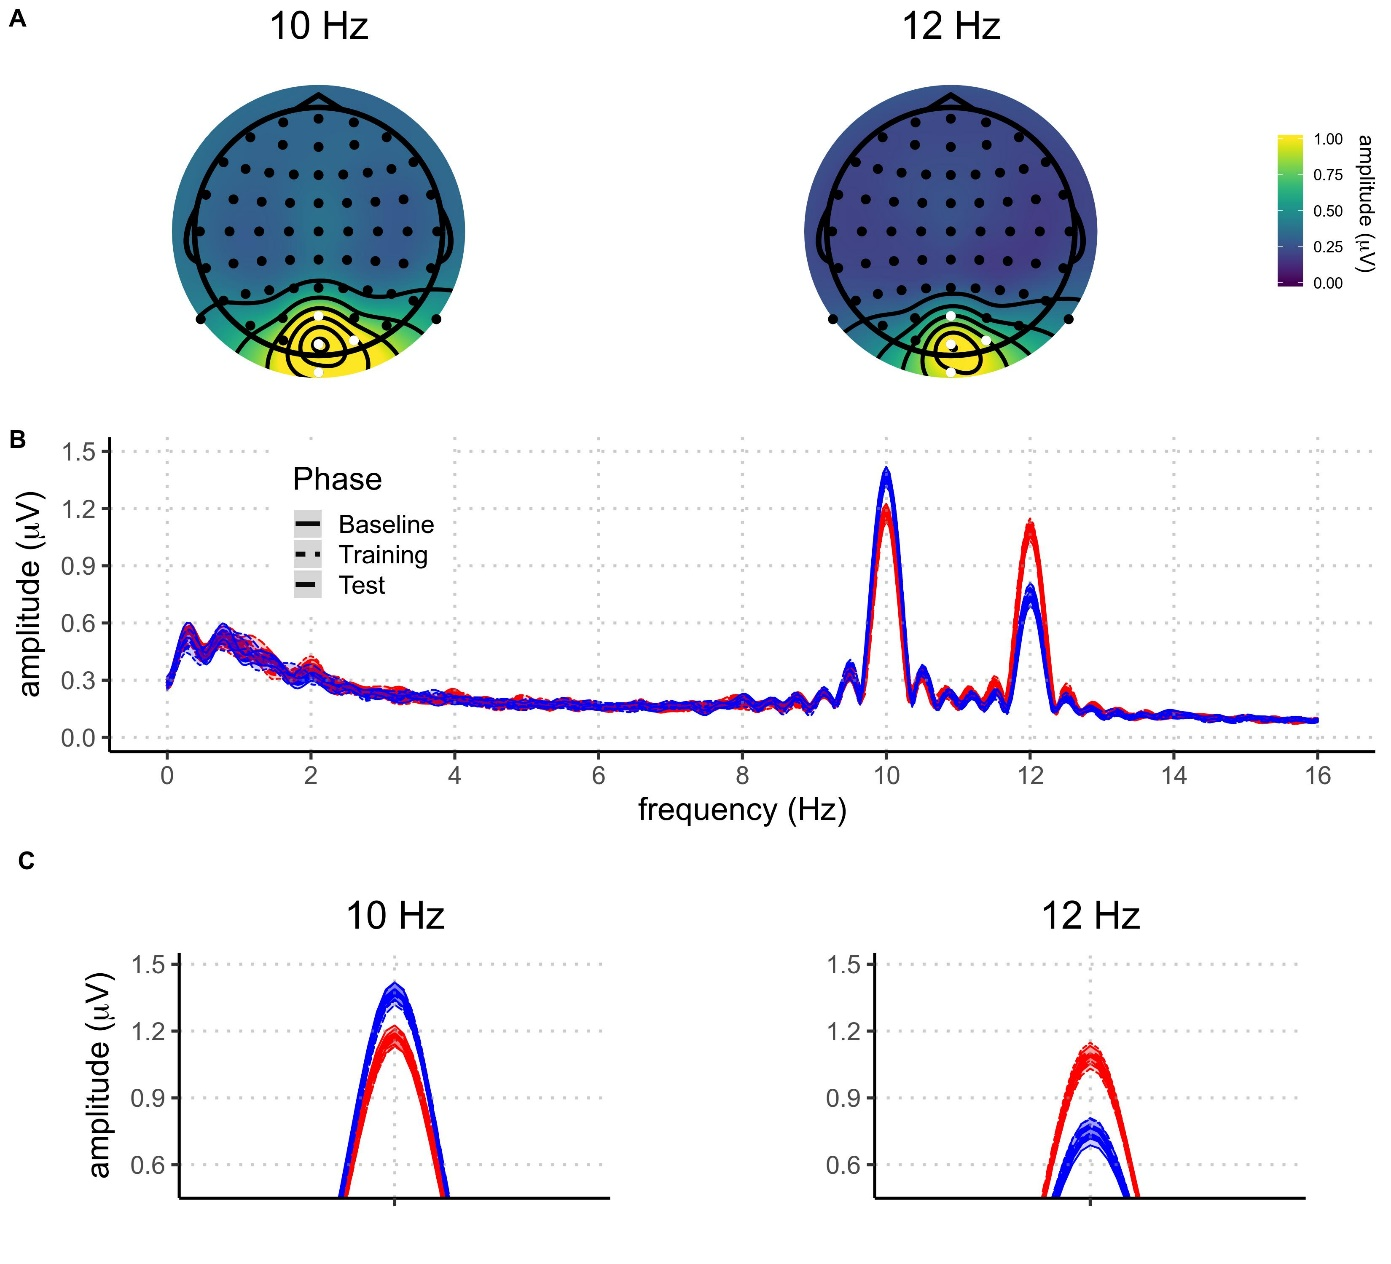 A
10 Hz
12 Hz
1.00
0.75
0.50
0.25
0.00
amplitude (μV)
B
1.5
1.2
0.9
0.6
0.3
0.0
amplitude (μV)
Phase
Baseline
Training
Test
0 2 4 6 8 10 12 14 16
frequency (Hz)
C
10 Hz
12 Hz
1.5
1.2
0.9
0.6
amplitude (μV)
1.5
1.2
0.9
0.6